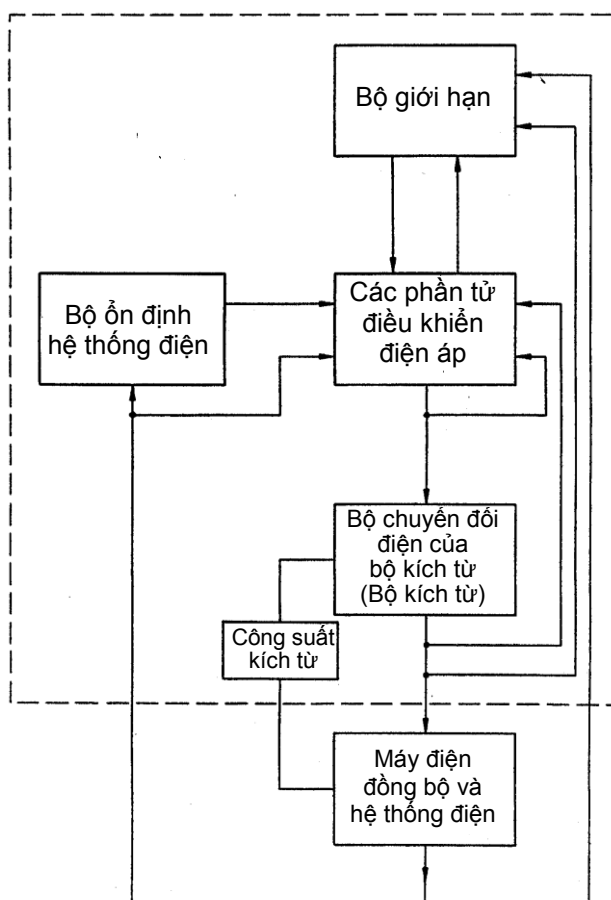 Bộ giới hạn
Bộ ổn định
hệ thống điện
Các phần tử
điều khiển
điện áp
Bộ chuyến đối
điện của
bộ kích từ
(Bộ kích từ)
Công suất
kích từ
Máy điện
đồng bộ và
hệ thống điện